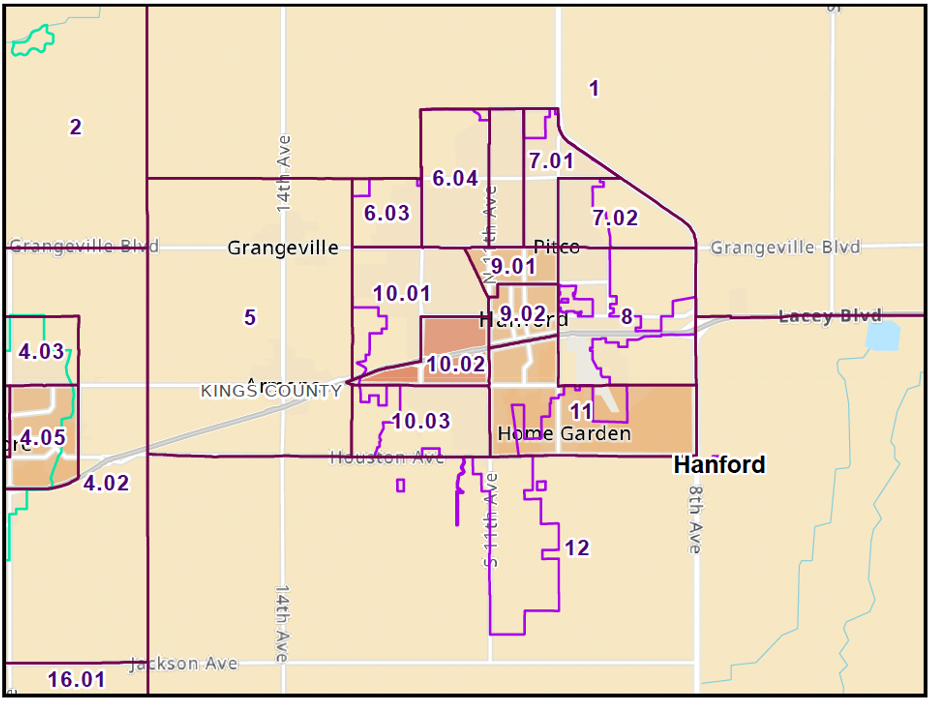 1
2
14th Ave
7.01
6.04
N 11th Ave
6.03
7.02
Grangeville Blvd
Grangeville
Pitco
Grangeville Blvd
9.01
10.01
5
9.02
Hanford
8
Lacey Blvd
4.03
10.02
KINGS COUNTY
11
10.03
Home Garden
4.05
Houston Ave
Hanford
4.02
S 11th Ave
8th Ave
12
14th Ave
Jackson Ave
16.01